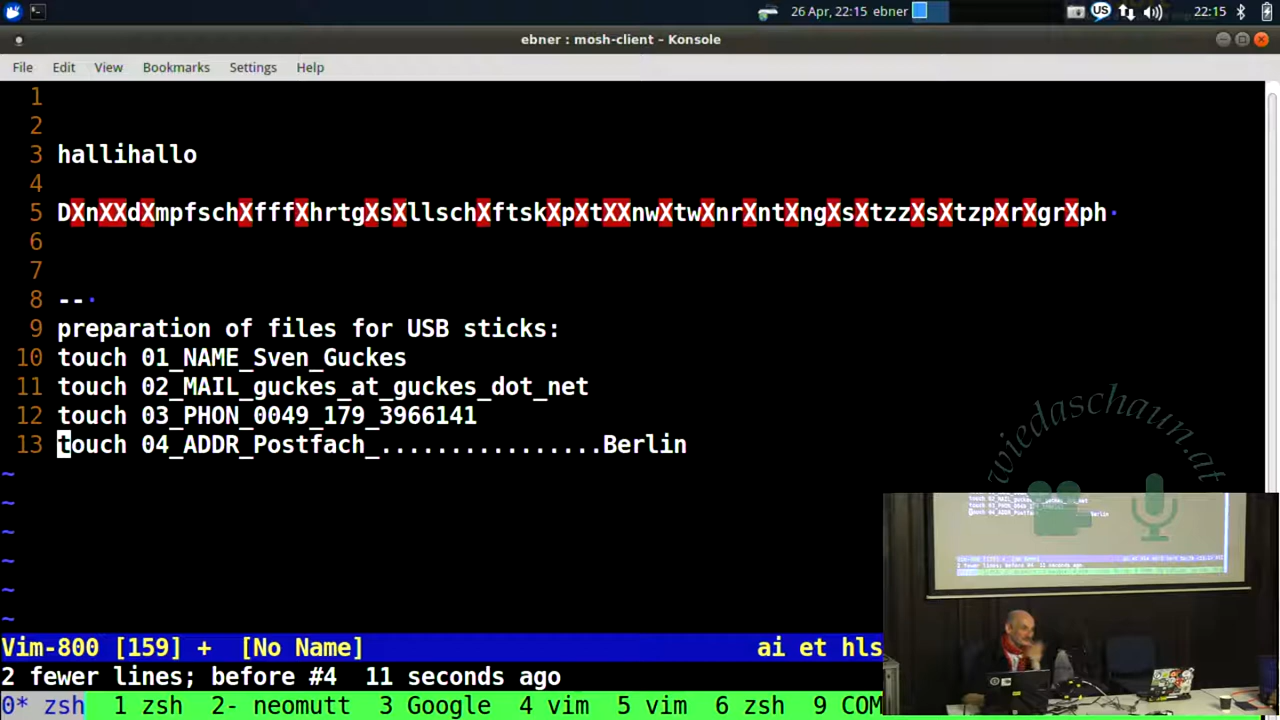 26 Apr, 22:15 ebner
US
22:15
ebner : mosh-client – Konsole
File Edit View Bookmarks Settings Help
1
2
3 hallihallo
4
5 DXnXXdXmpfschXfffXhrtgXsXllschXftskXpXtXXnwXtwXnrXntXngXsXtzzXsXtzpXrXgrXph·
6
7
8 --·
9 preparation of files for USB sticks:
10 touch 01_NAME_Sven_Guckes
11 touch 02_MAIL_guckes_at_guckes_dot_net
12 touch 03_PHON_0049_179_3966141
13 touch 04_ADDR_Postfach_................Berlin
~
~
~
~
~
~
wiedaschaun.at
Vim-800 [159] + [No Name] ai et hls
2 fewer lines; before #4 11 seconds ago
0* zsh 1 zsh 2- neomutt 3 Google 4 vim 5 vim 6 zsh 9 COM